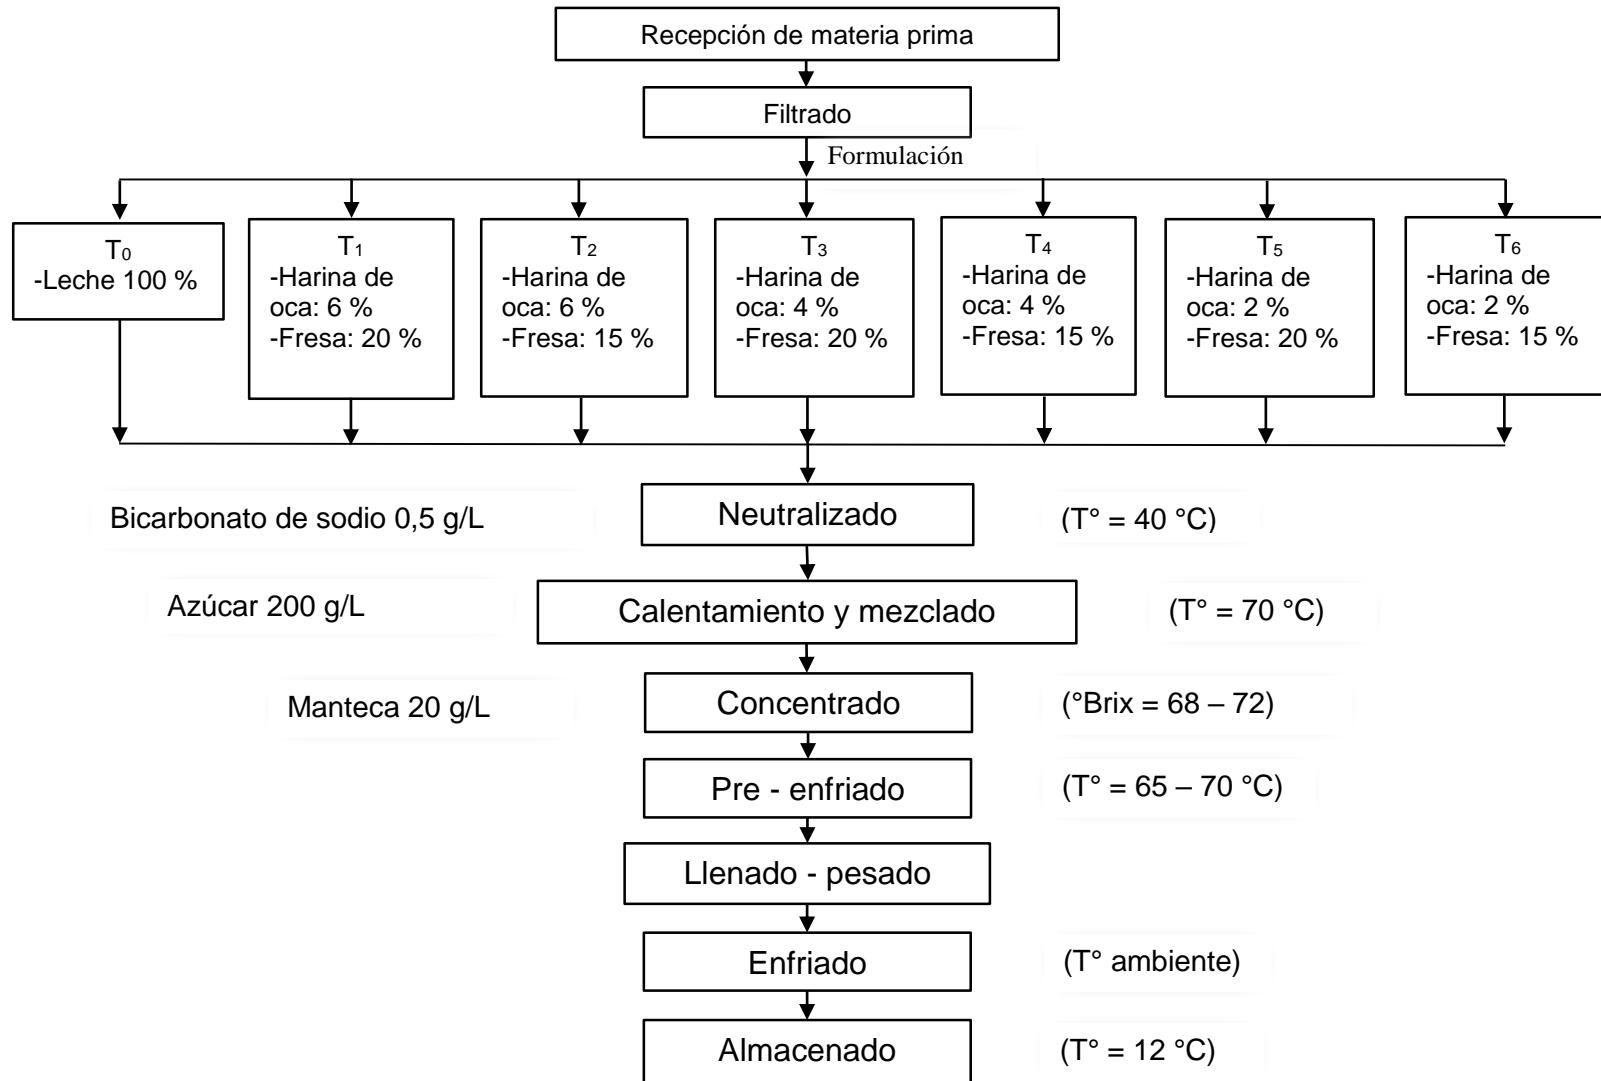 Recepción de materia prima
Filtrado
Formulación
T0
-Leche 100 %
T1
-Harina de
oca: 6 %
-Fresa: 20 %
T2
-Harina de
oca: 6 %
-Fresa: 15 %
T3
-Harina de
oca: 4 %
-Fresa: 20 %
T4
-Harina de
oca: 4 %
-Fresa: 15 %
T5
-Harina de
oca: 2 %
-Fresa: 20 %
T6
-Harina de
oca: 2 %
-Fresa: 15 %
Bicarbonato de sodio 0,5 g/L
Neutralizado
(T° = 40 °C)
Azúcar 200 g/L
Calentamiento y mezclado
(T° = 70 °C)
Manteca 20 g/L
Concentrado
(°Brix = 68 – 72)
Pre - enfriado
(T° = 65 – 70 °C)
Llenado - pesado
Enfriado
(T° ambiente)
Almacenado
(T° = 12 °C)